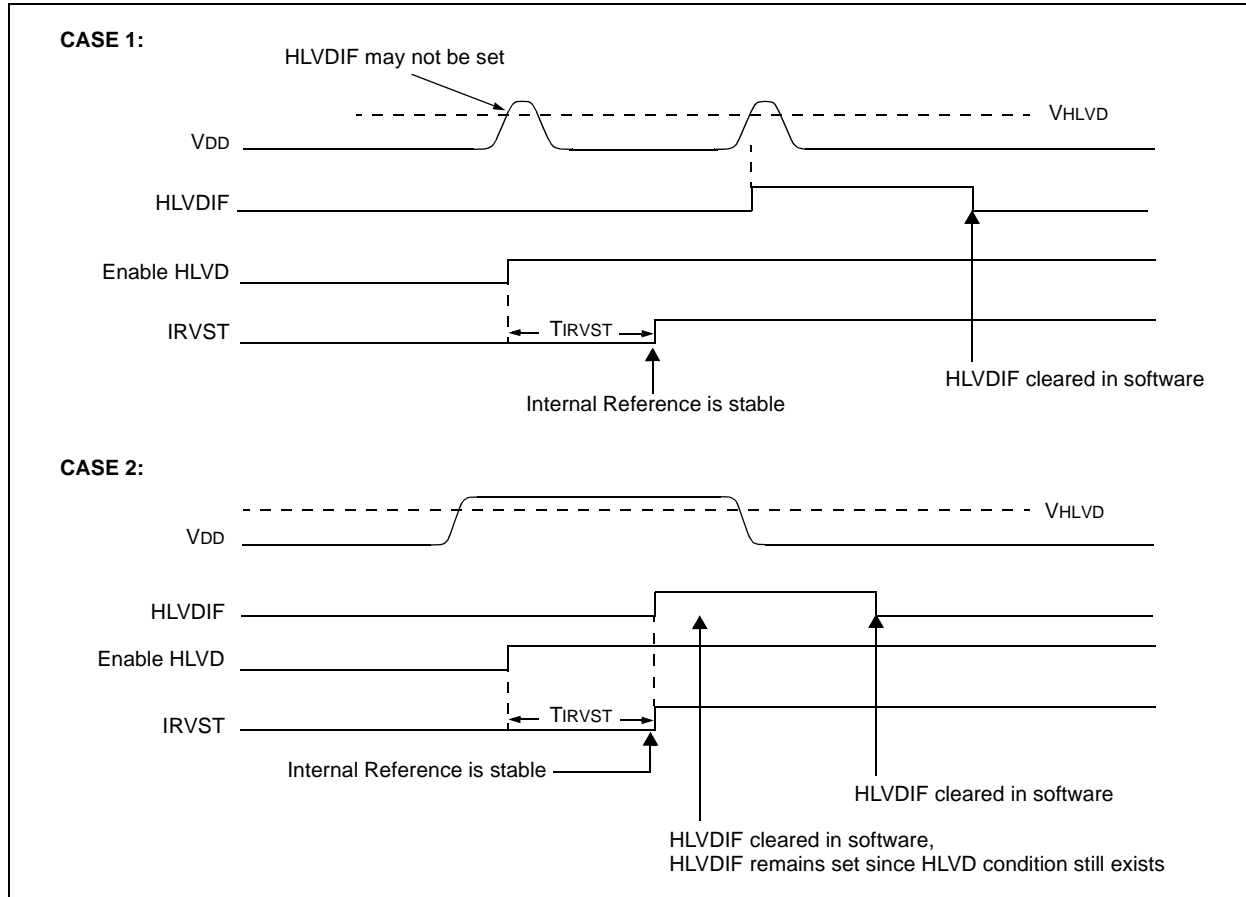 CASE 1:
HLVDIF may not be set
VHLVD
VDD
HLVDIF
Enable HLVD
TIRVST
IRVST
HLVDIF cleared in software
Internal Reference is stable
CASE 2:
VHLVD
VDD
HLVDIF
Enable HLVD
TIRVST
IRVST
Internal Reference is stable
HLVDIF cleared in software
HLVDIF cleared in software,
HLVDIF remains set since HLVD condition still exists